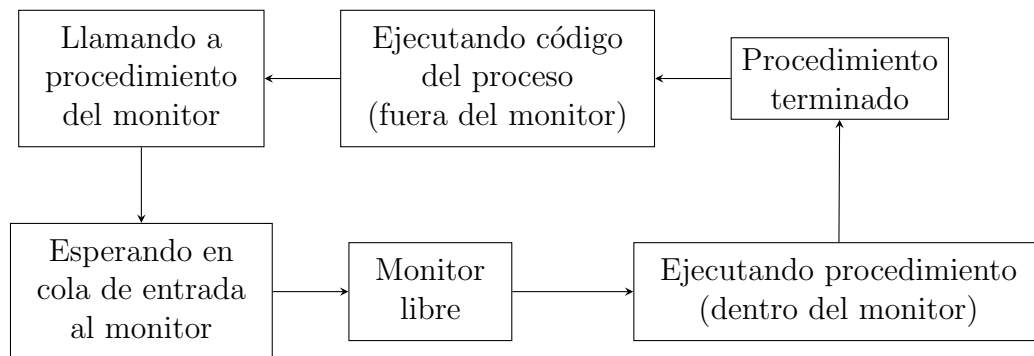 Llamando a
procedimiento
del monitor
Ejecutando código
del proceso
(fuera del monitor)
Procedimiento
terminado
Esperando en
cola de entrada
al monitor
Monitor
libre
Ejecutando procedimiento
(dentro del monitor)